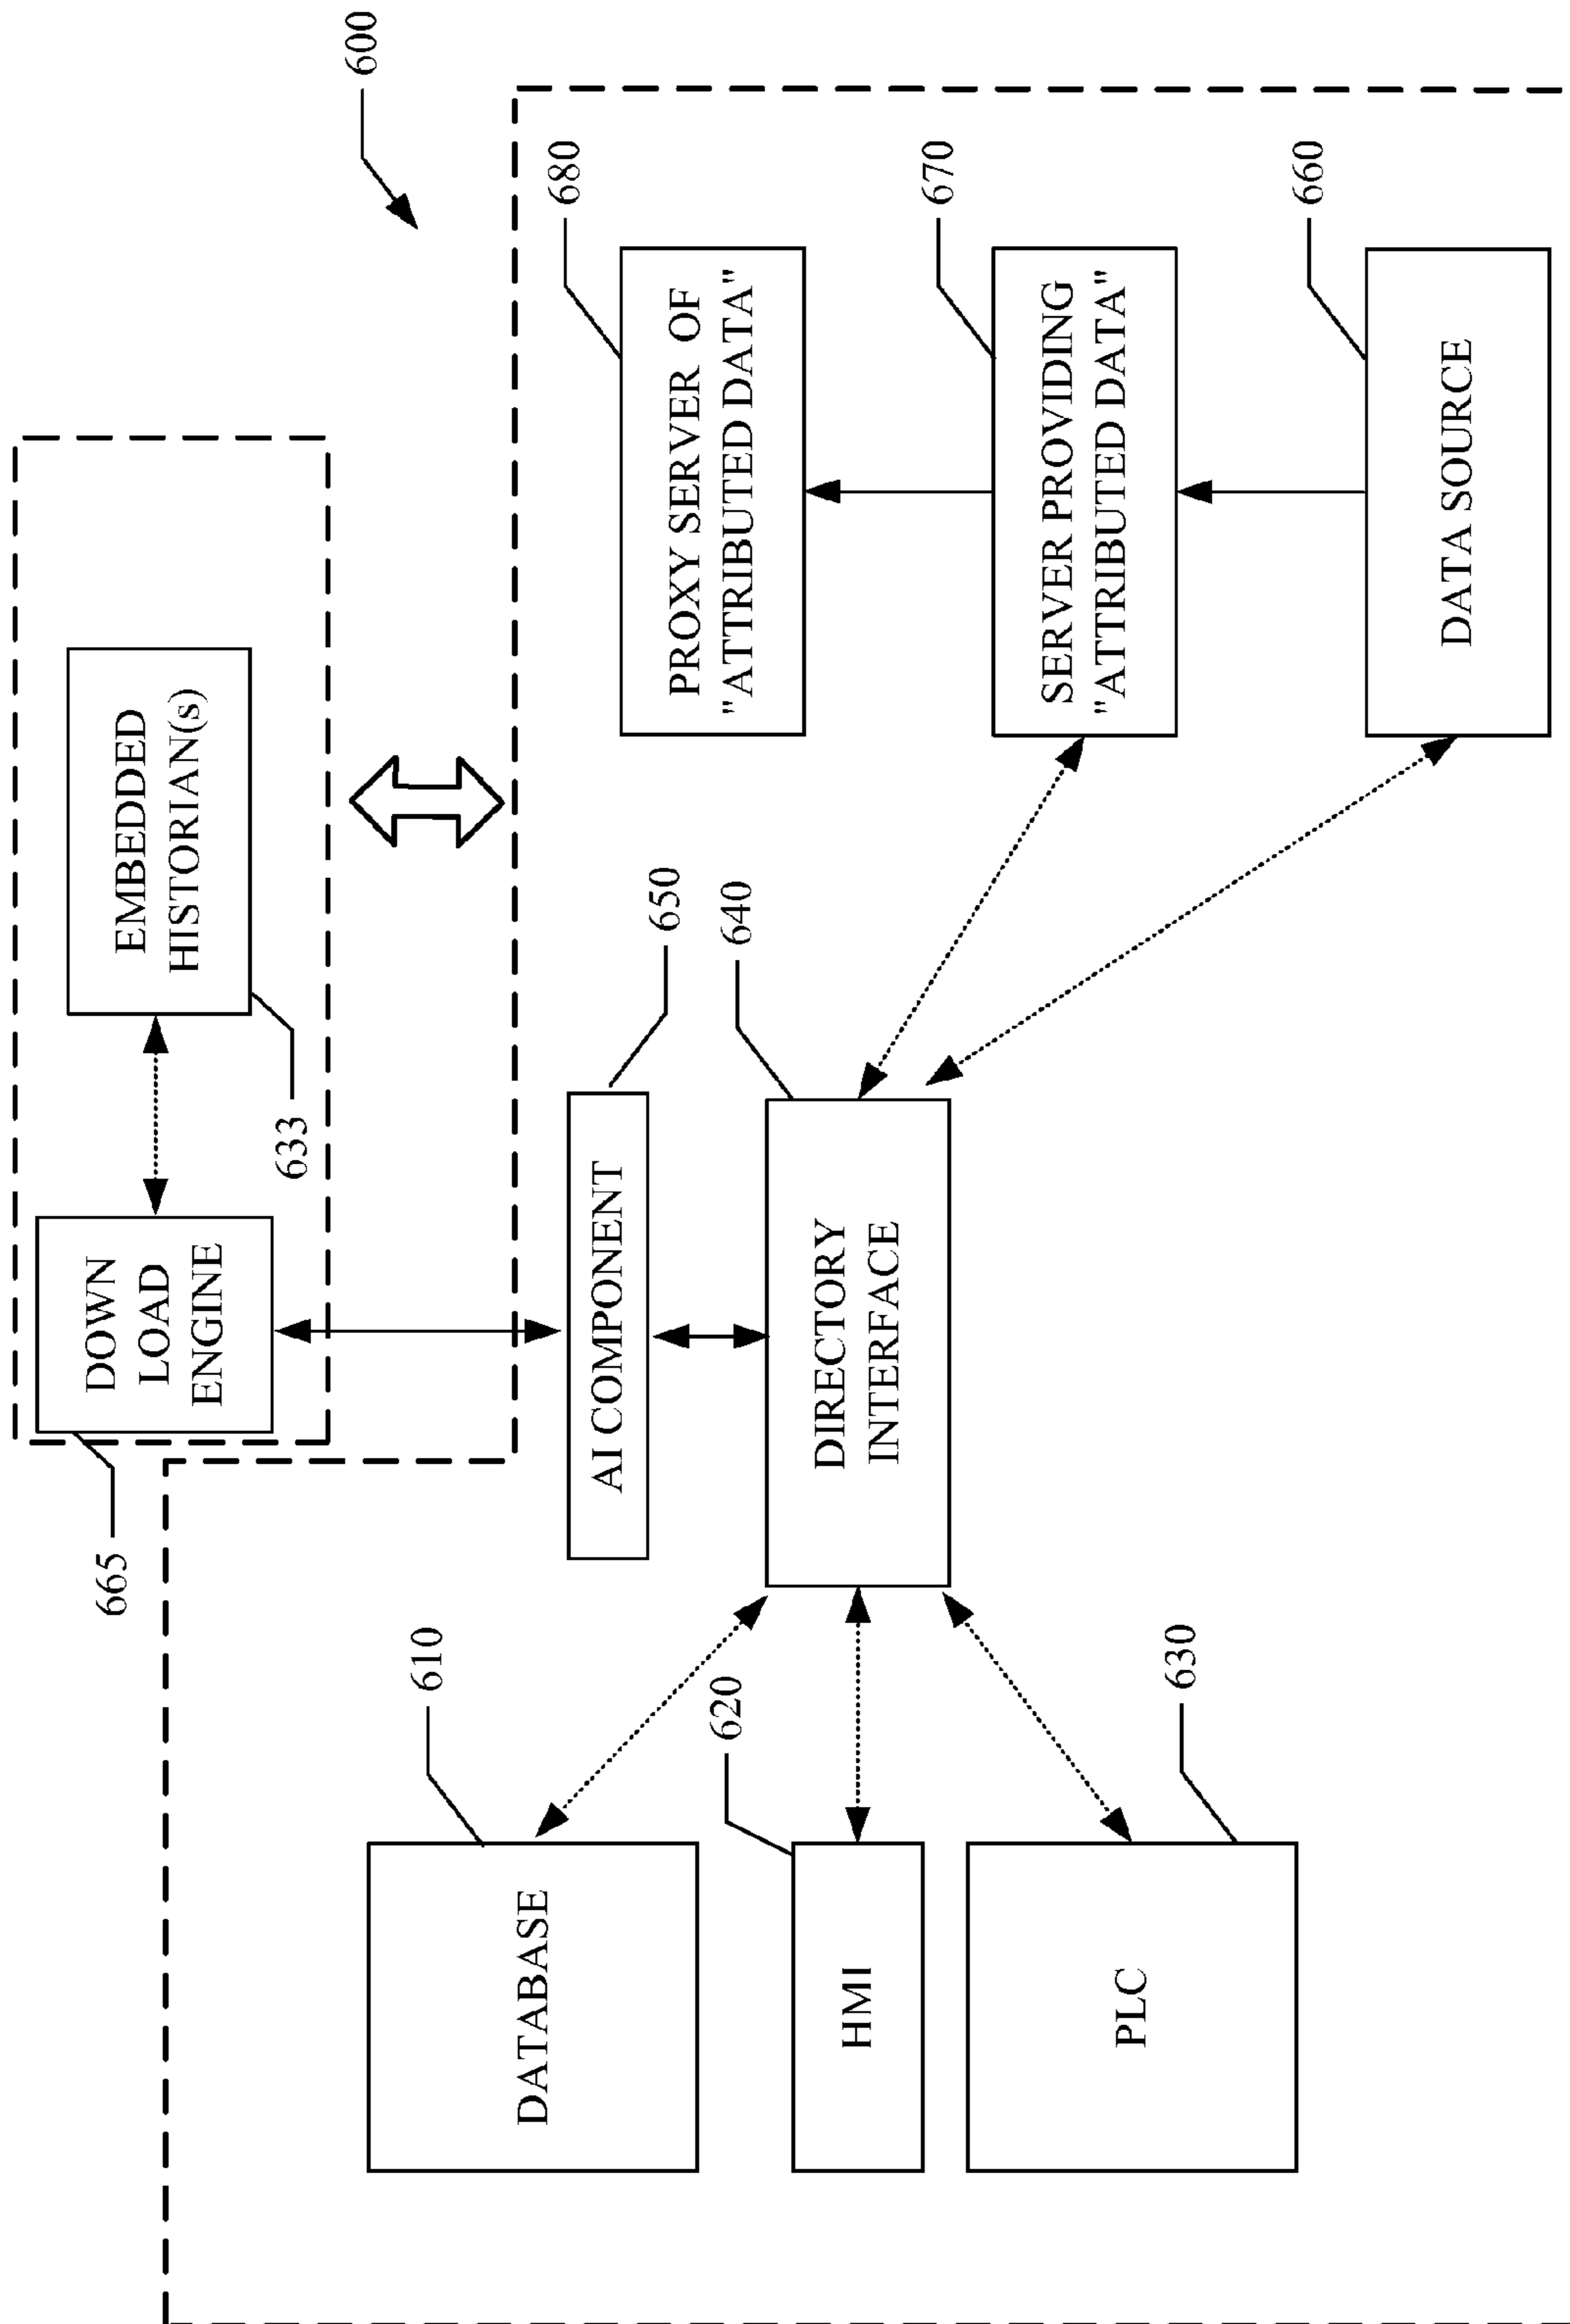 600
DOWN
LOAD
ENGINE
665
EMBEDDED
HISTORIAN(s)
633
AI COMPONENT
650
DIRECTORY
INTERFACE
640
DATABASE
610
HMI
620
PLC
630
PROXY SERVER OF
"ATTRIBUTED DATA"
680
SERVER PROVIDING
"ATTRIBUTED DATA"
670
DATA SOURCE
660